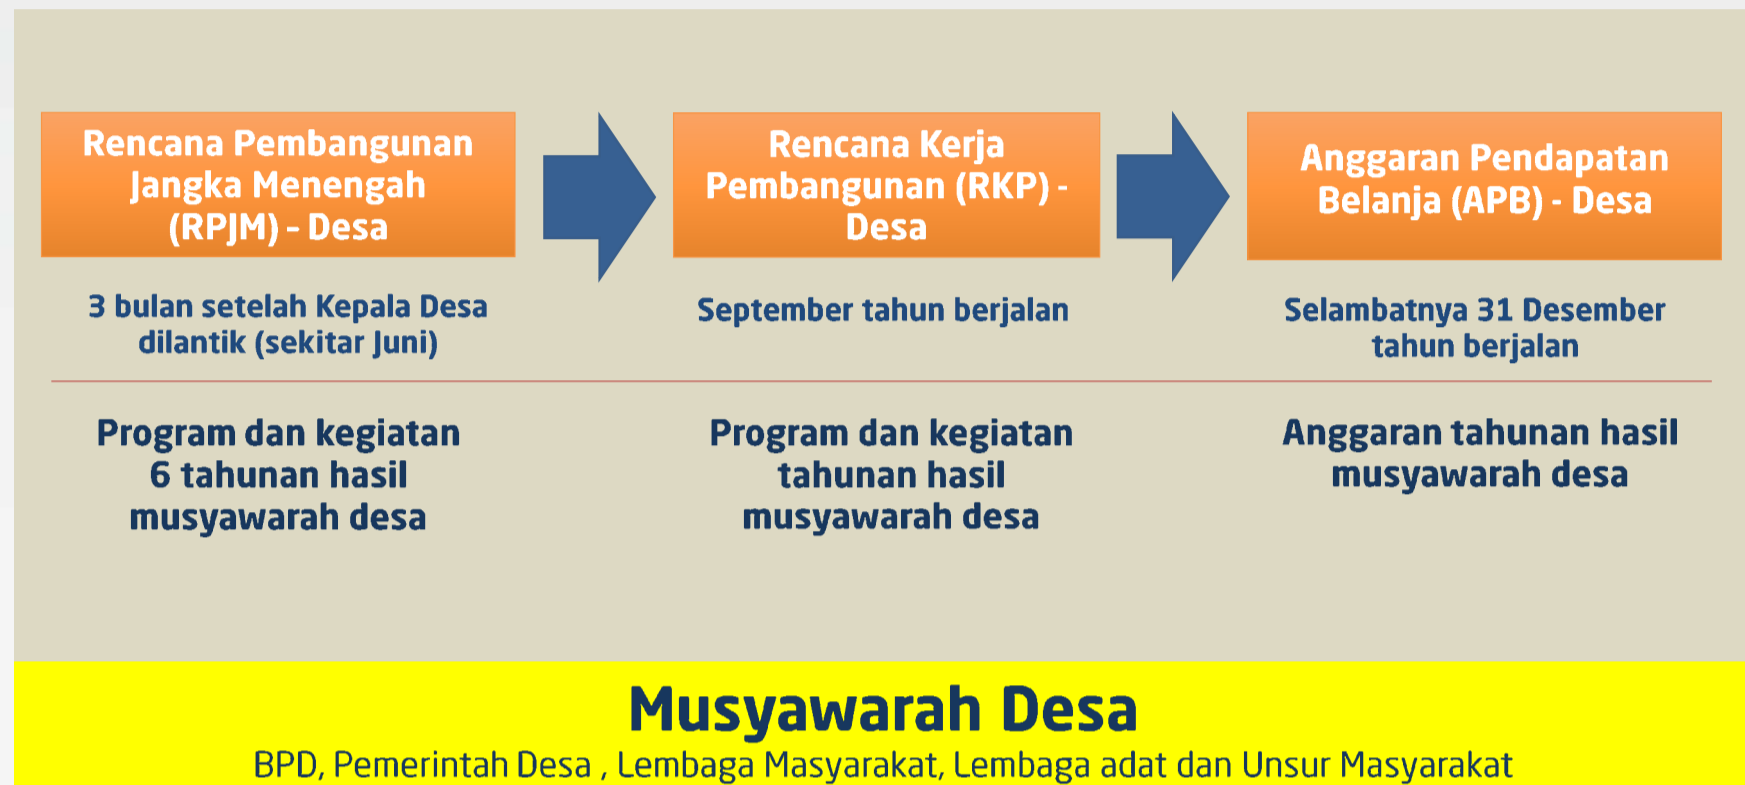 Rencana Pembangunan
Jangka Menengah
(RPJM) – Desa
Rencana Kerja
Pembangunan (RKP) -
Desa
Anggaran Pendapatan
Belanja (APB) - Desa
3 bulan setelah Kepala Desa
dilantik (sekitar Juni)
September tahun berjalan
Selambatnya 31 Desember
tahun berjalan
Program dan kegiatan
6 tahunan hasil
musyawarah desa
Program dan kegiatan
tahunan hasil
musyawarah desa
Anggaran tahunan hasil
musyawarah desa
Musyawarah Desa
BPD, Pemerintah Desa , Lembaga Masyarakat, Lembaga adat dan Unsur Masyarakat